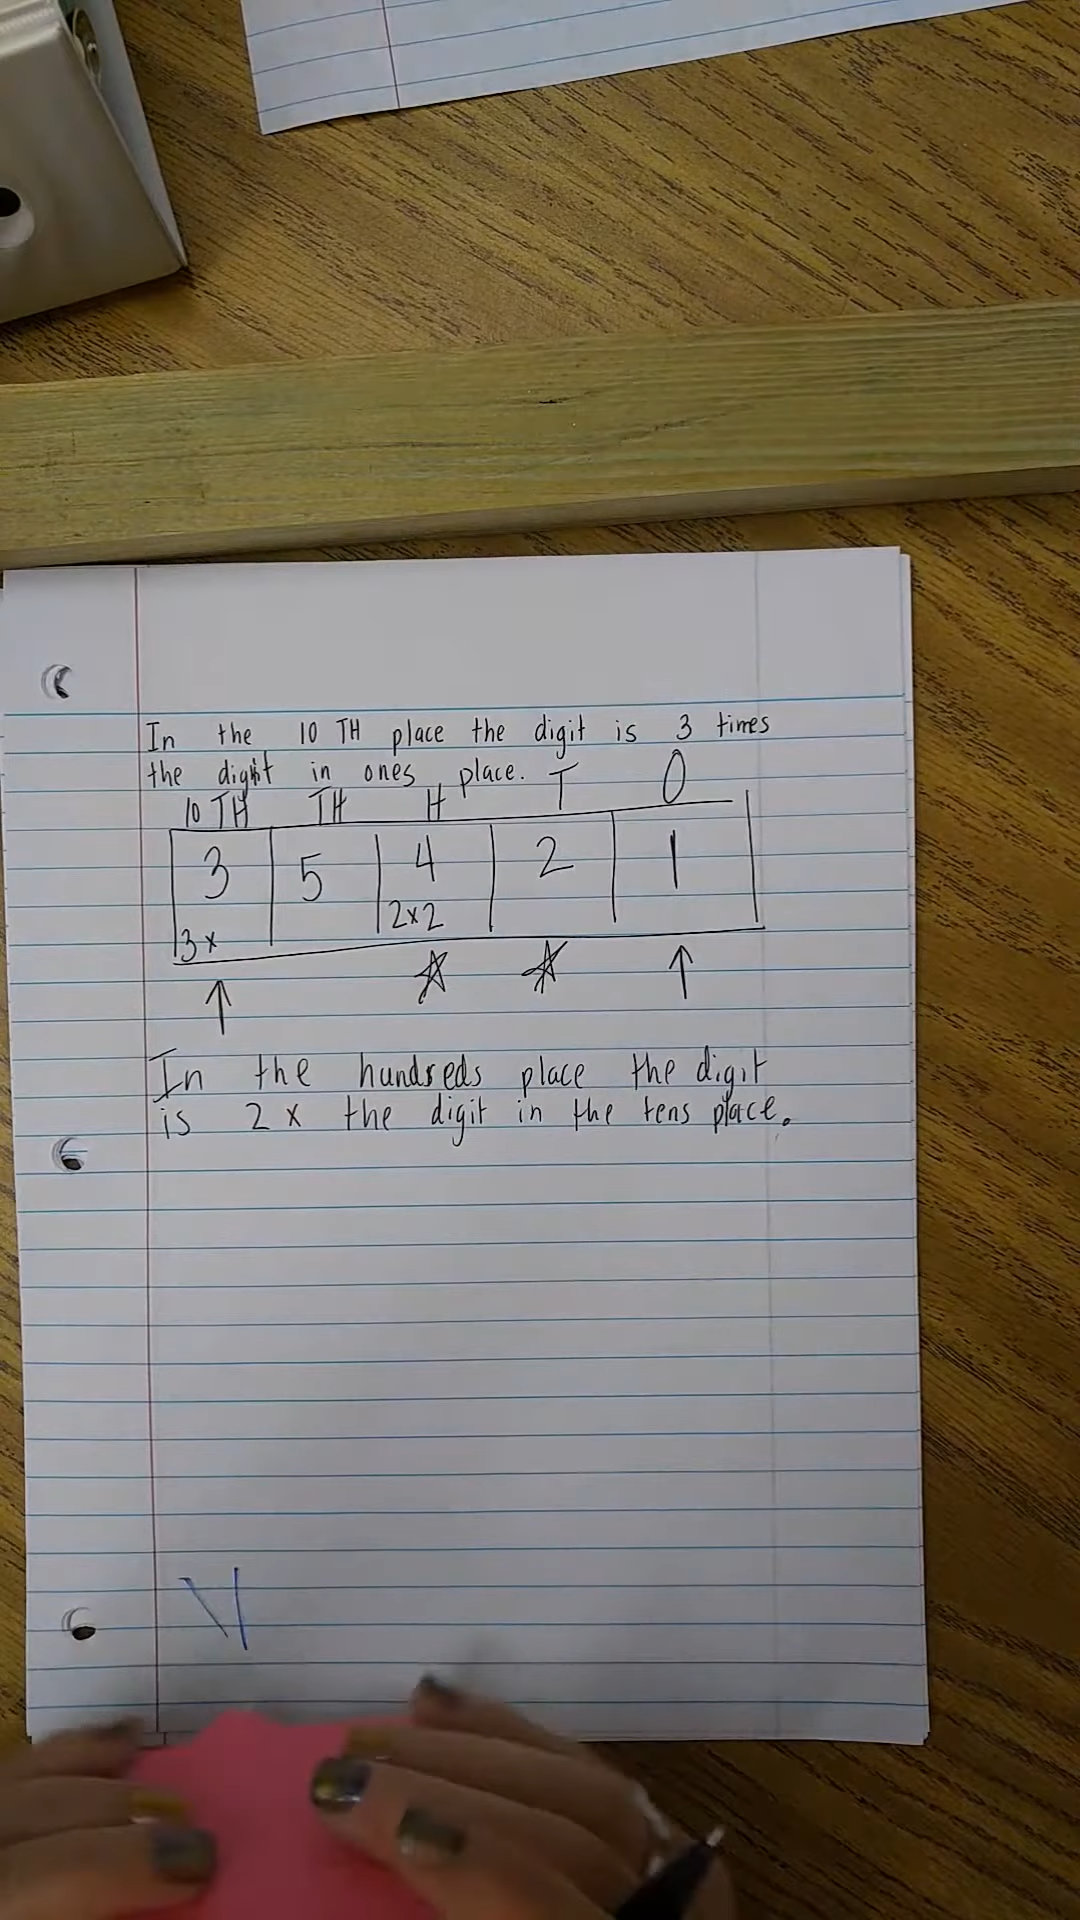 In the 10 TH place the digit is 3 times
the digit in ones place.
10 TH TH H T O
3 5 4 2 1
3x 2x2
In the hundreds place the digit
is 2 x the digit in the tens place.